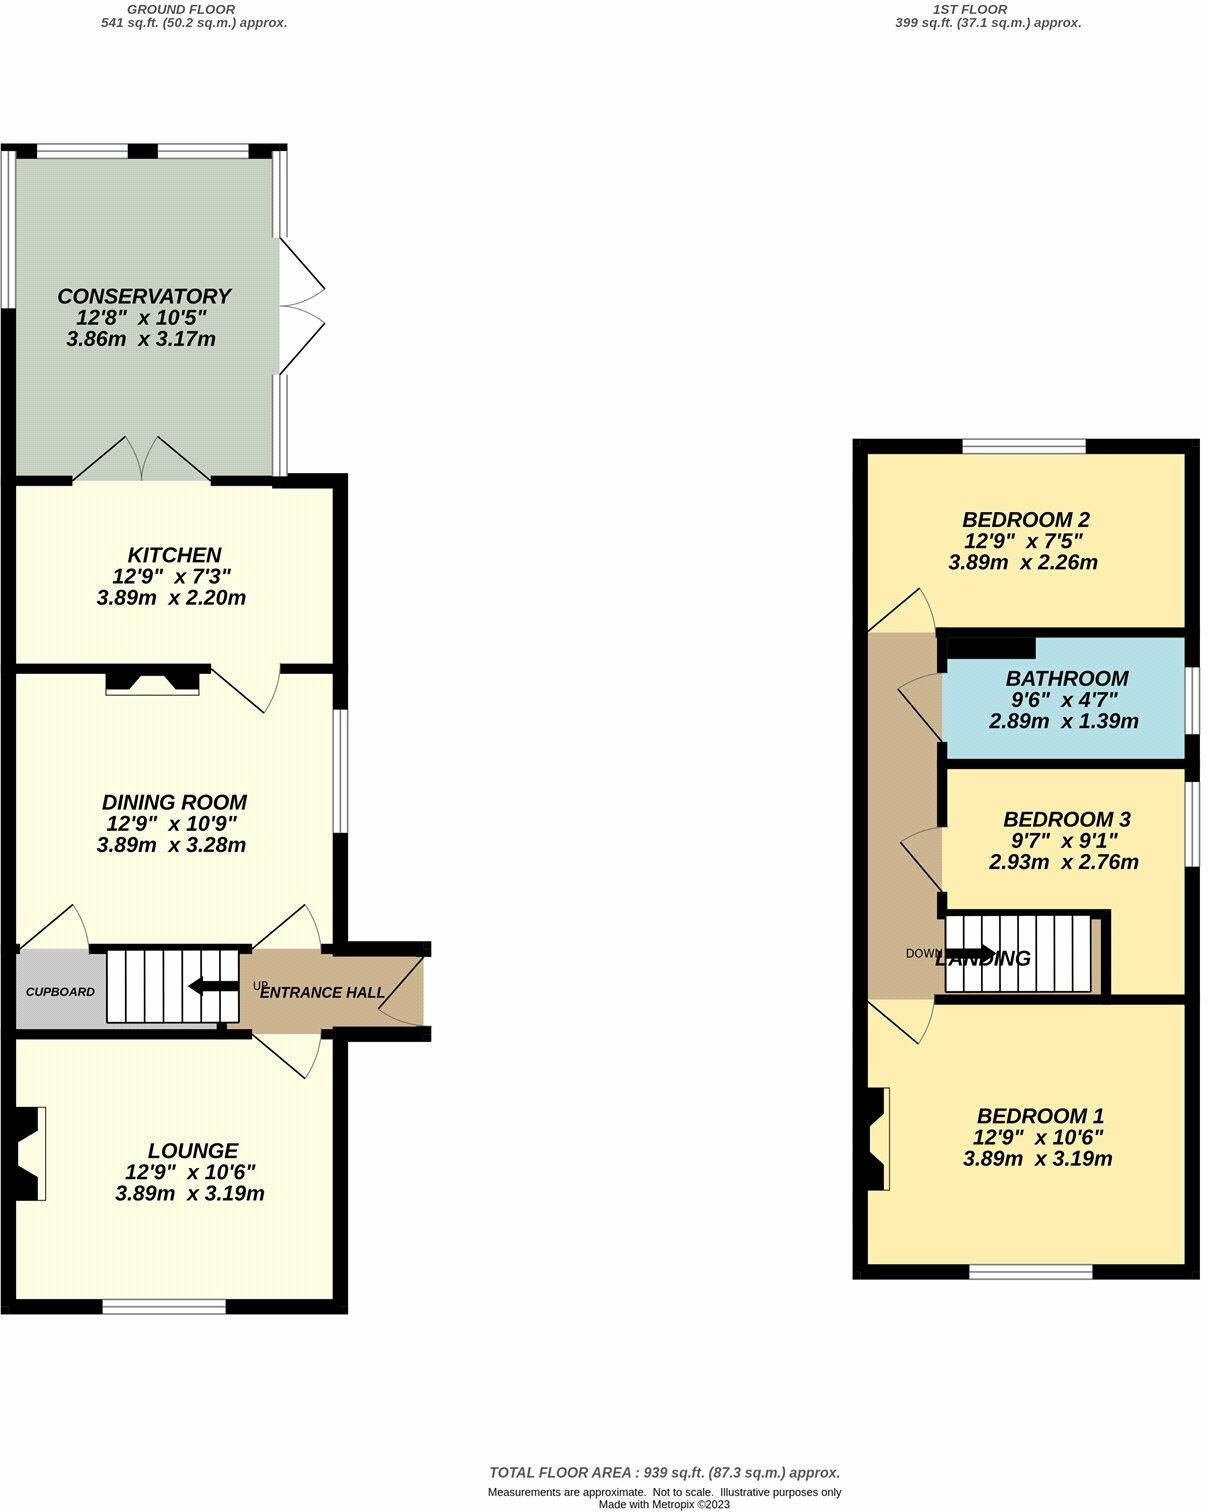 GROUND FLOOR
541 sq.ft. (50.2 sq.m.) approx.
1ST FLOOR
399 sq.ft. (37.1 sq.m.) approx.
CONSERVATORY
12'8" x 10'5"
3.86m x 3.17m
KITCHEN
12'9" x 7'3"
3.89m x 2.20m
DINING ROOM
12'9" x 10'9"
3.89m x 3.28m
CUPBOARD
UP
ENTRANCE HALL
LOUNGE
12'9" x 10'6"
3.89m x 3.19m
BEDROOM 2
12'9" x 7'5"
3.89m x 2.26m
BATHROOM
9'6" x 4'7"
2.89m x 1.39m
BEDROOM 3
9'7" x 9'1"
2.93m x 2.76m
DOWN
LANDING
BEDROOM 1
12'9" x 10'6"
3.89m x 3.19m
TOTAL FLOOR AREA : 939 sq.ft. (87.3 sq.m.) approx.
Measurements are approximate. Not to scale. Illustrative purposes only
Made with Metropix ©2023